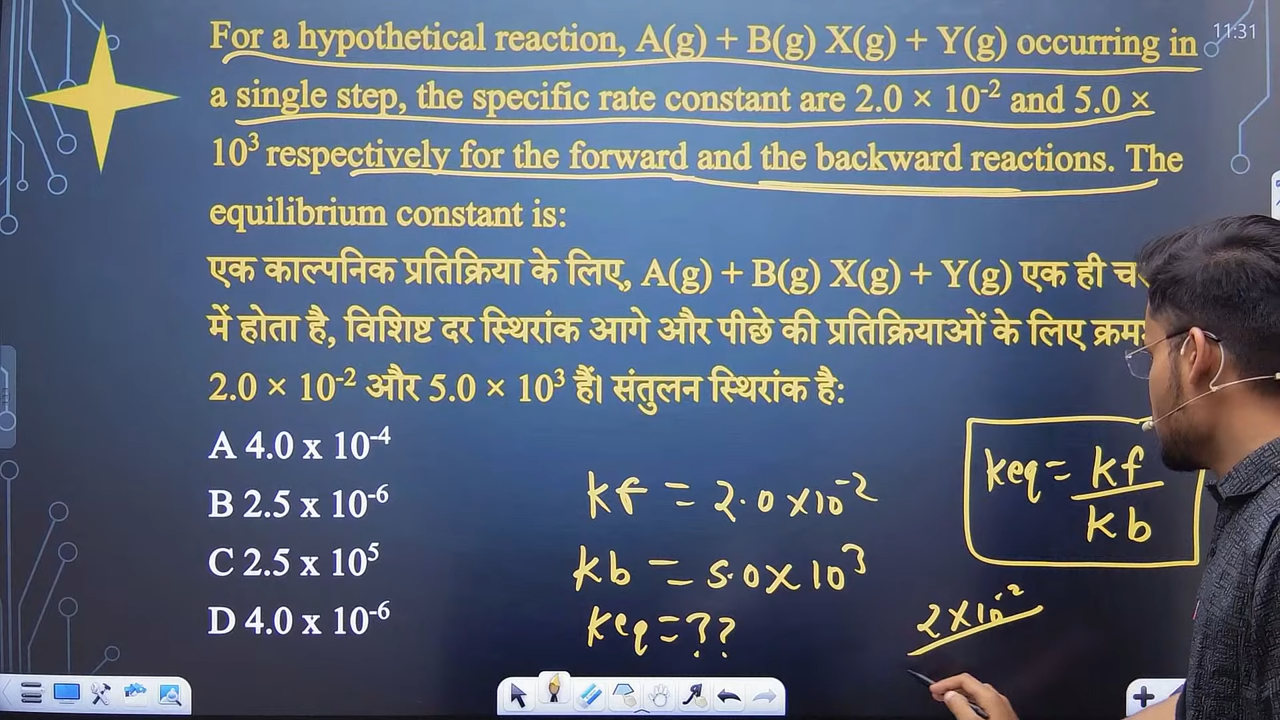 11:31
For a hypothetical reaction, A(g) + B(g) X(g) + Y(g) occurring in
a single step, the specific rate constant are 2.0 × 10⁻² and 5.0 ×
10³ respectively for the forward and the backward reactions. The
equilibrium constant is:
एक काल्पनिक प्रतिक्रिया के लिए, A(g) + B(g) X(g) + Y(g) एक ही
में होता है, विशिष्ट दर स्थिरांक आगे और पीछे की प्रतिक्रियाओं के लिए
2.0 × 10⁻² और 5.0 × 10³ हैं। संतुलन स्थिरांक है:
A 4.0 x 10⁻⁴
B 2.5 x 10⁻⁶
C 2.5 x 10⁵
D 4.0 x 10⁻⁶
kf = 2.0 x 10⁻²
kb = 5.0 x 10³
keq = ??
keq = kf
kb
2 x 10⁻²